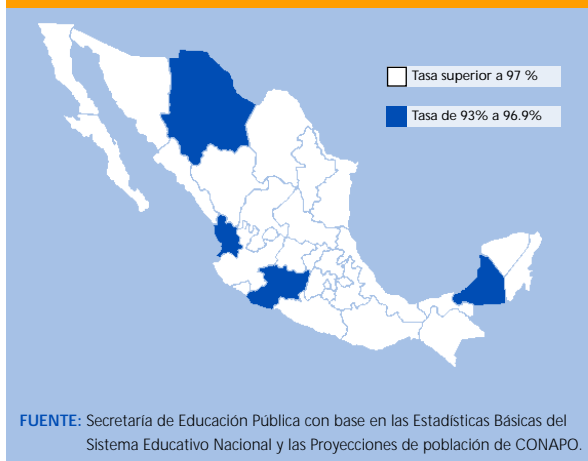 Tasa superior a 97 %
Tasa de 93% a 96.9%
FUENTE: Secretaría de Educación Pública con base en las Estadísticas Básicas del
Sistema Educativo Nacional y las Proyecciones de población de CONAPO.